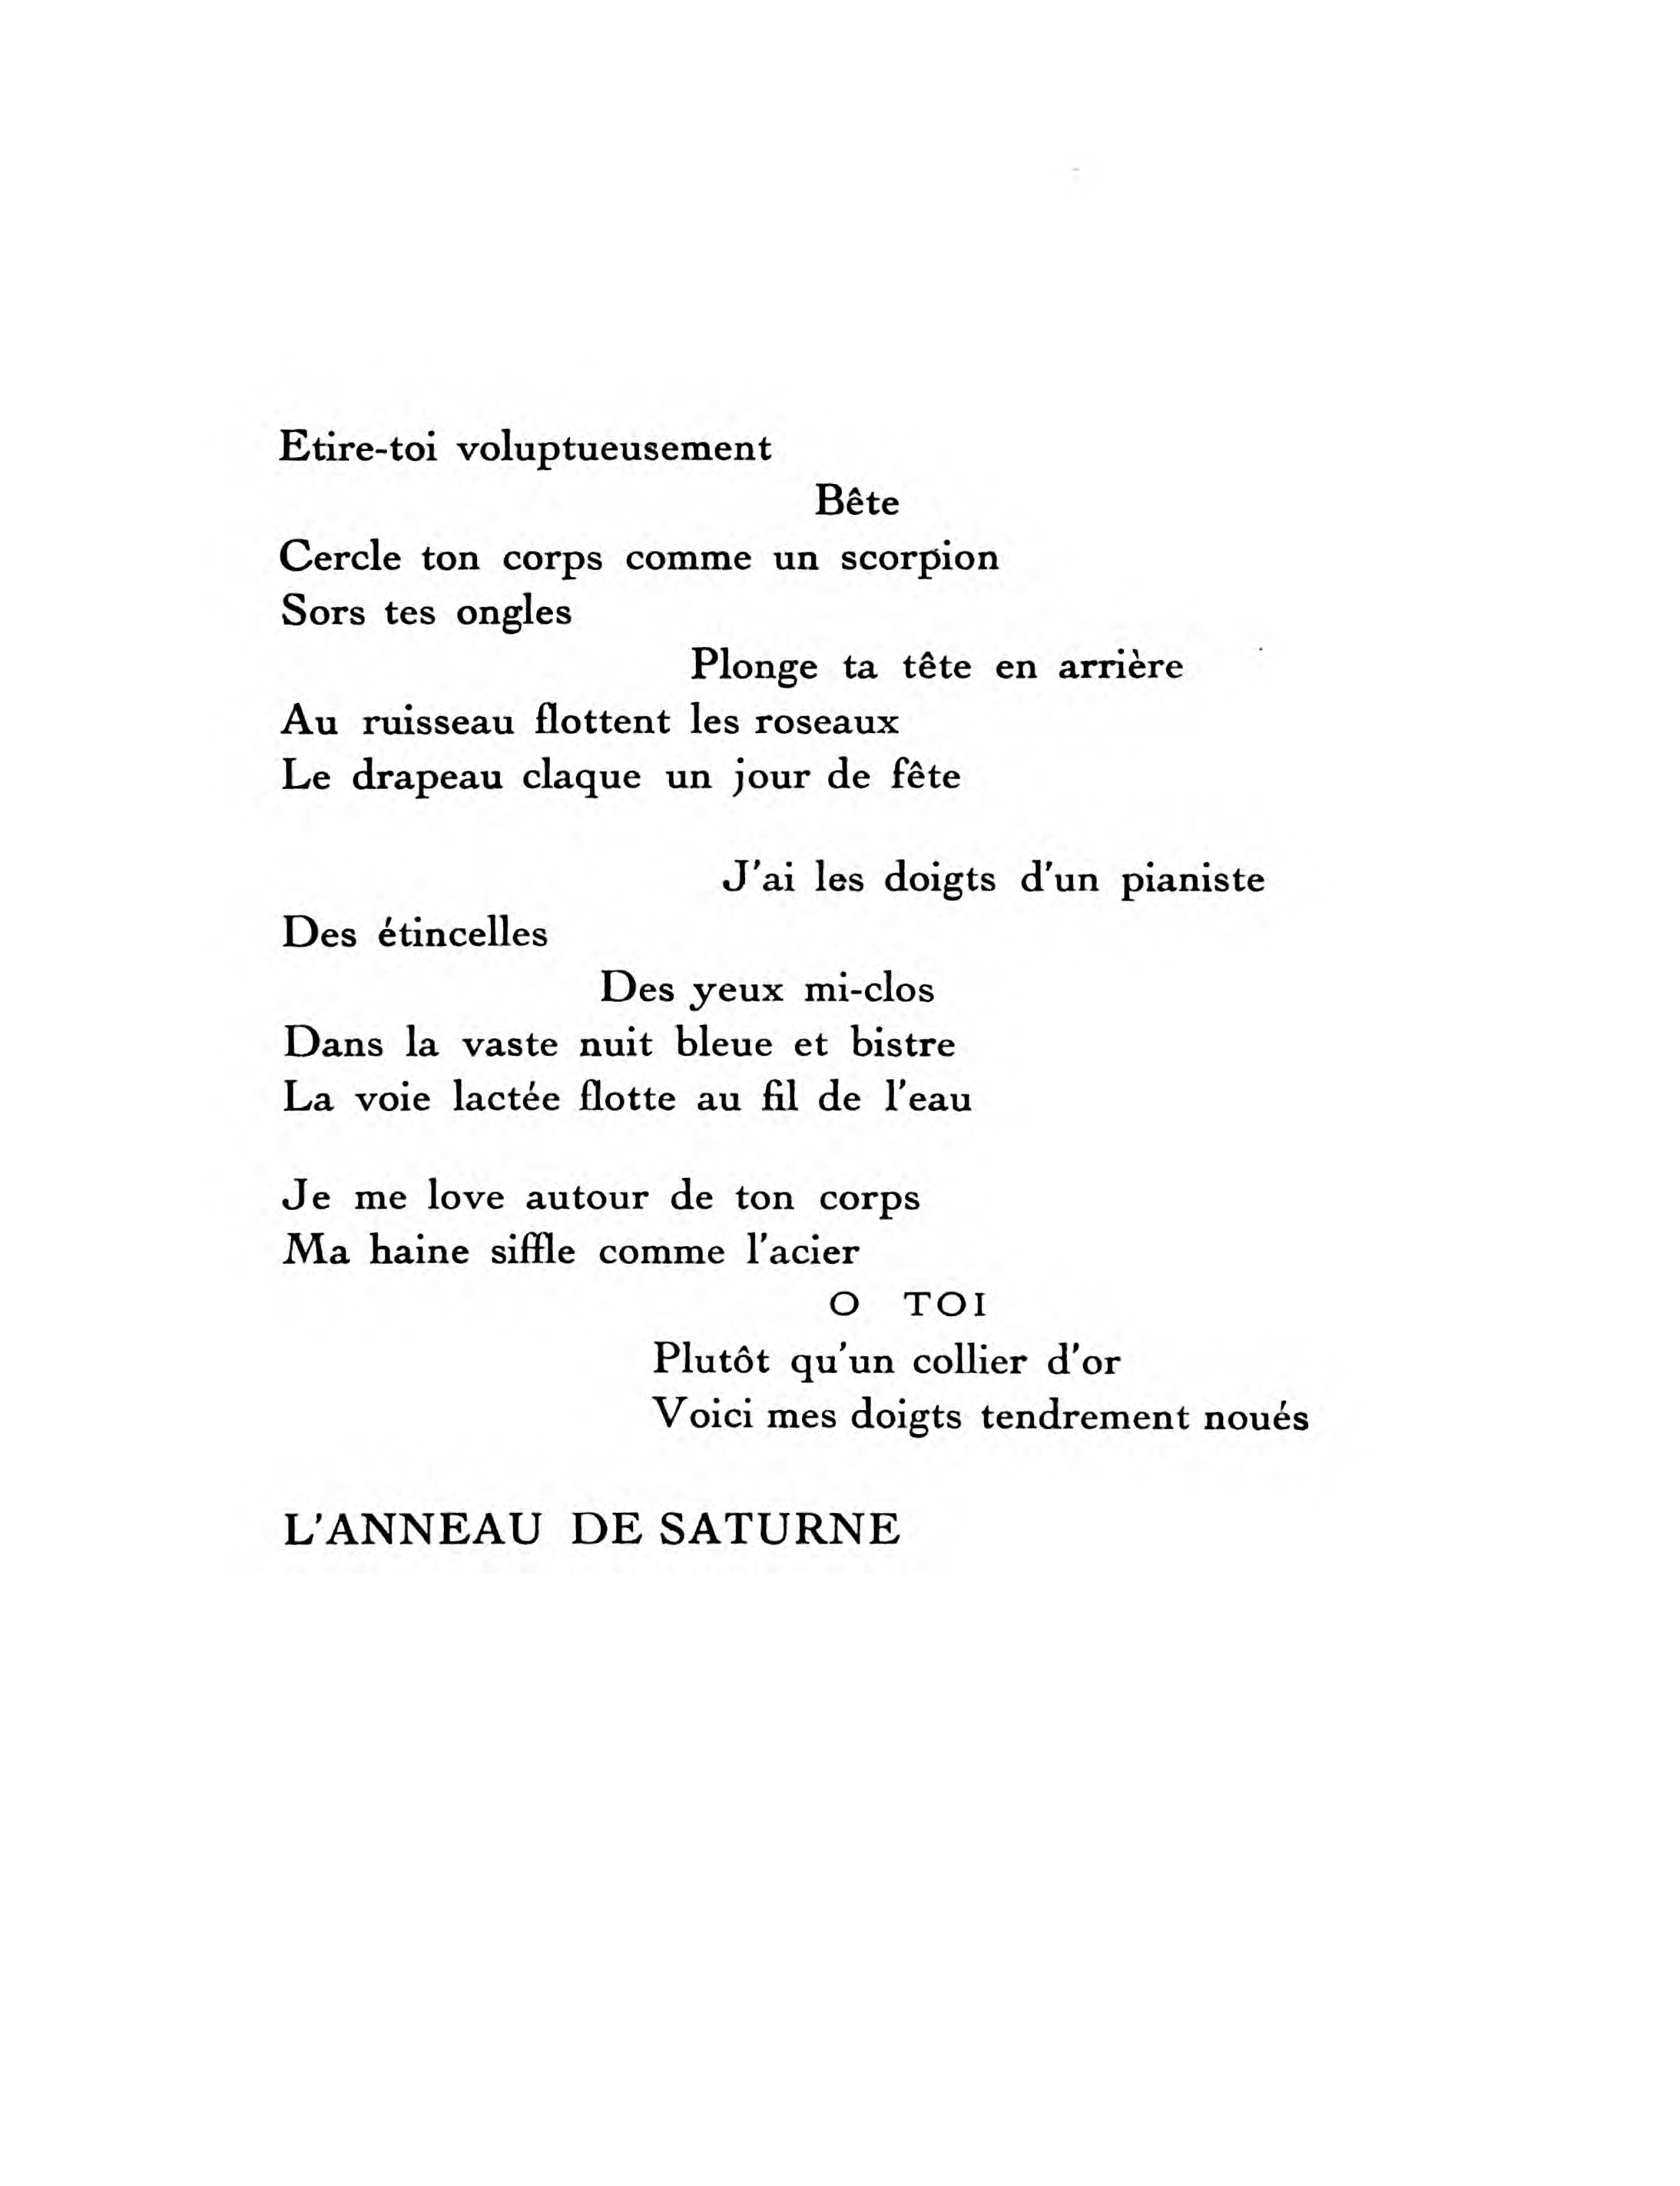 Etire-toi voluptueusement
Bête
Cercle ton corps comme un scorpion
Sors tes ongles
Plonge ta tête en arrière
Au ruisseau flottent les roseaux
Le drapeau claque un jour de fête
J'ai les doigts d'un pianiste
Des étincelles
Des yeux mi-clos
Dans la vaste nuit bleue et bistre
La voie lactée flotte au fil de l'eau
Je me love autour de ton corps
Ma haine siffle comme l'acier
O TOI
Plutôt qu'un collier d'or
Voici mes doigts tendrement noués
L'ANNEAU DE SATURNE